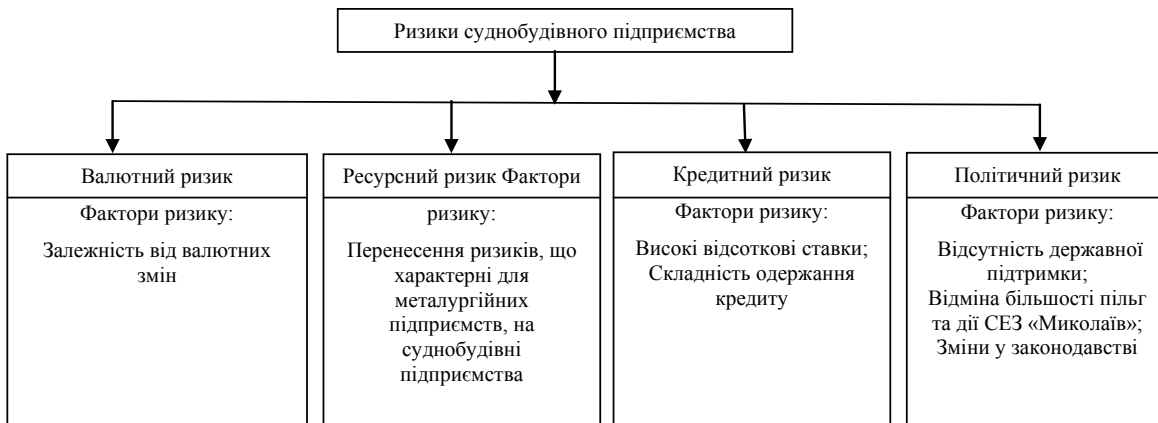 Ризики суднобудівного підприємства
Валютний ризик
Фактори ризику:
Залежність від валютних
змін
Ресурсний ризик Фактори
ризику:
Перенесення ризиків, що
характерні для
металургійних
підприємств, на
суднобудівні
підприємства
Кредитний ризик
Фактори ризику:
Високі відсоткові ставки;
Складність одержання
кредиту
Політичний ризик
Фактори ризику:
Відсутність державної
підтримки;
Відміна більшості пільг
та дії СЕЗ «Миколаїв»;
Зміни у законодавстві